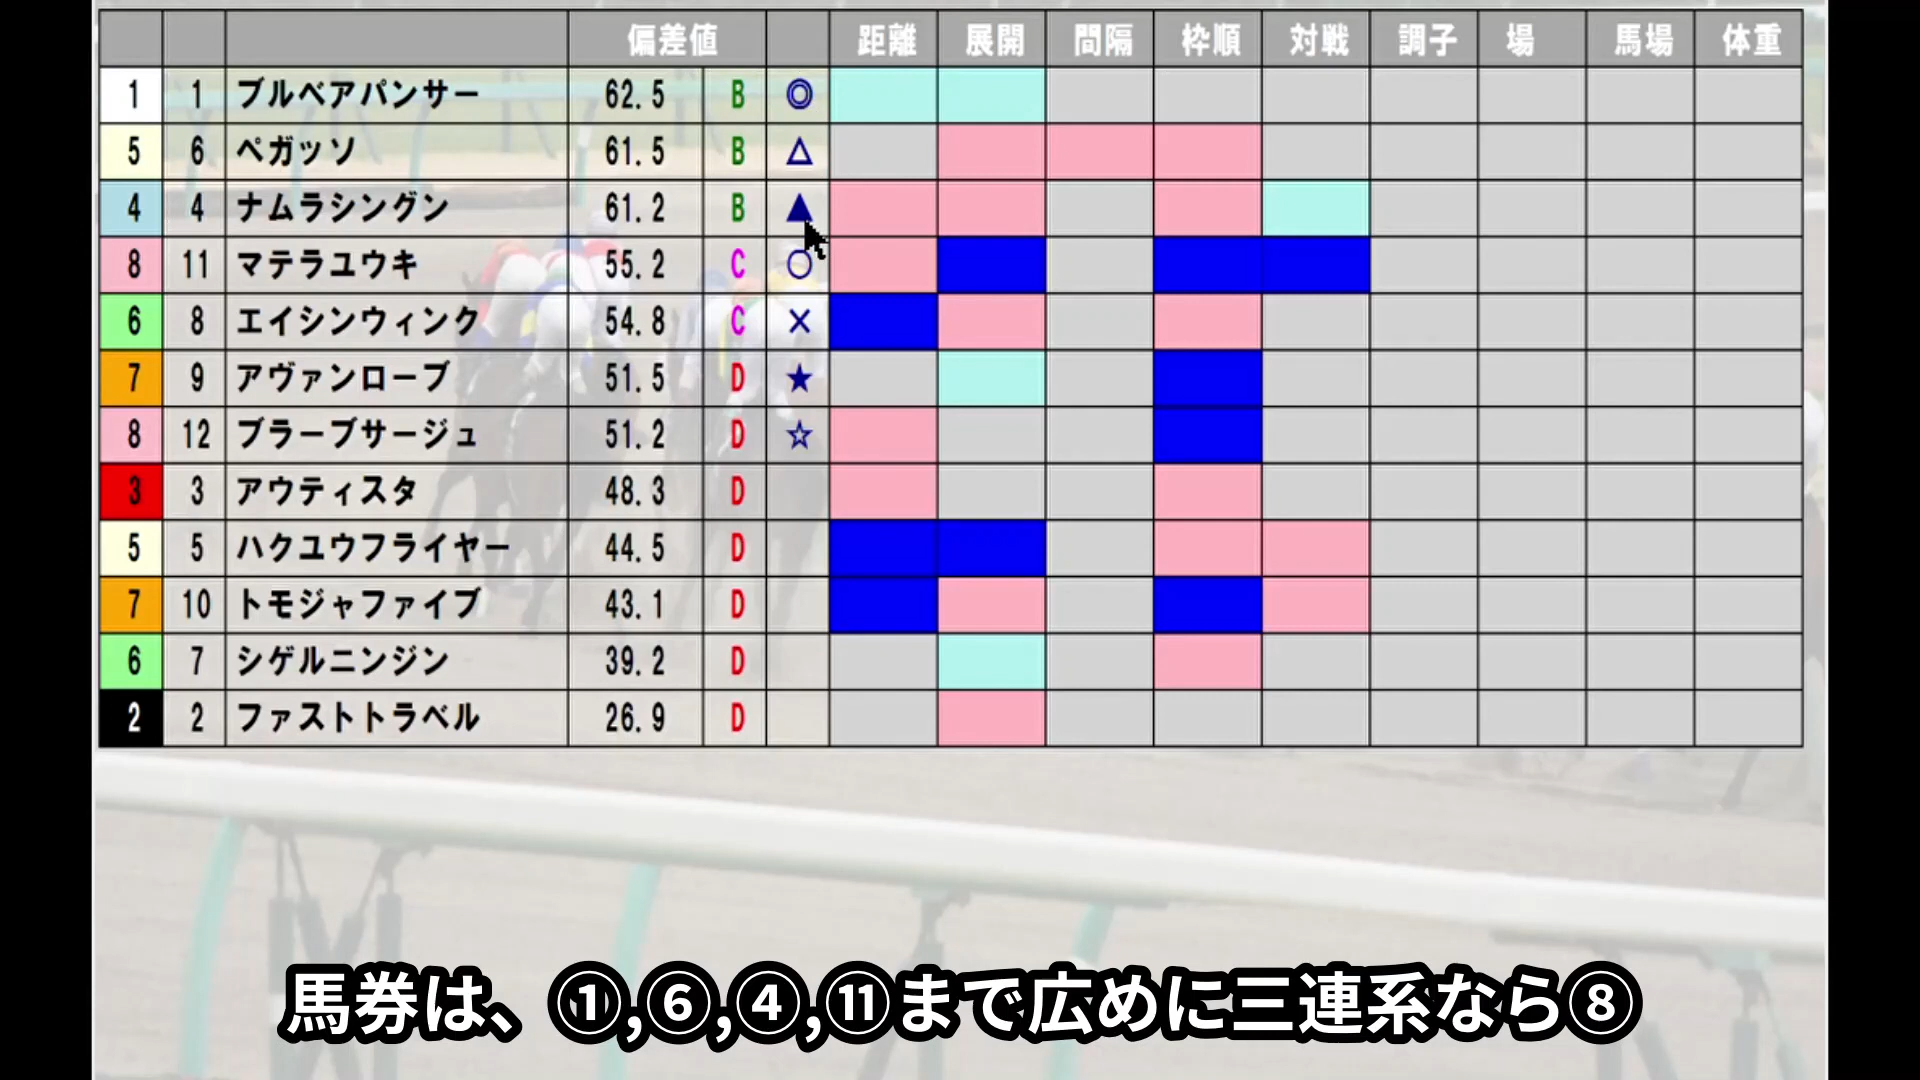 偏差値 距離 展開 間隔 枠順 対戦 調子 場 馬場 体重
1 1 ブルベアパンサー 62.5 B ◎
5 6 ペガッソ 61.5 B △
4 4 ナムラシングン 61.2 B ▲
8 11 マテラユウキ 55.2 C ○
6 8 エイシンウィンク 54.8 C ×
7 9 アヴァンローブ 51.5 D ★
8 12 ブラーブサージュ 51.2 D ☆
3 3 アウティスタ 48.3 D
5 5 ハクユウフライヤー 44.5 D
7 10 トモジャファイブ 43.1 D
6 7 シゲルニンジン 39.2 D
2 2 ファストトラベル 26.9 D
馬券は、①,⑥,④,⑪まで広めに三連系なら⑧